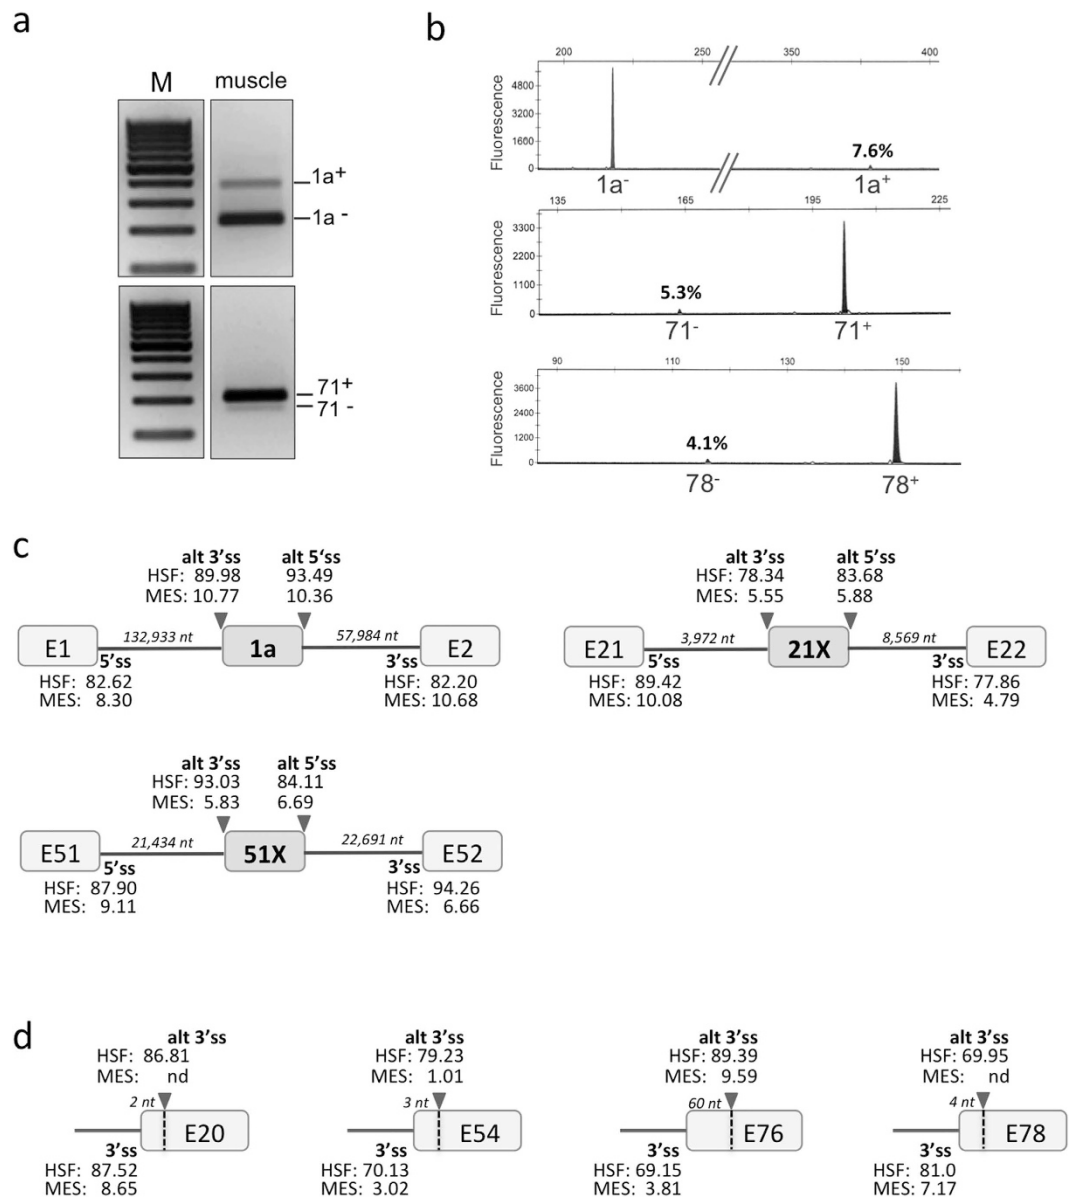 a
M
muscle
1a+
1a -
71+
71 -
b
200 250 350 400
Fluorescence
4800
3200
1600
0
7.6%
1a-
1a+
135 165 195 225
Fluorescence
3300
2200
1100
0
5.3%
71-
71+
90 110 130 150
Fluorescence
3600
2400
1200
0
4.1%
78-
78+
c
alt 3'ss alt 5'ss
HSF: 89.98 93.49
MES: 10.77 10.36
132,933 nt 57,984 nt
E1 1a E2
5'ss 3'ss
HSF: 82.62 HSF: 82.20
MES: 8.30 MES: 10.68
alt 3'ss alt 5'ss
HSF: 78.34 83.68
MES: 5.55 5.88
3,972 nt 8,569 nt
E21 21X E22
5'ss 3'ss
HSF: 89.42 HSF: 77.86
MES: 10.08 MES: 4.79
alt 3'ss alt 5'ss
HSF: 93.03 84.11
MES: 5.83 6.69
21,434 nt 22,691 nt
E51 51X E52
5'ss 3'ss
HSF: 87.90 HSF: 94.26
MES: 9.11 MES: 6.66
d
alt 3'ss
HSF: 86.81
MES: nd
2 nt
E20
3'ss
HSF: 87.52
MES: 8.65
alt 3'ss
HSF: 79.23
MES: 1.01
3 nt
E54
3'ss
HSF: 70.13
MES: 3.02
alt 3'ss
HSF: 89.39
MES: 9.59
60 nt
E76
3'ss
HSF: 69.15
MES: 3.81
alt 3'ss
HSF: 69.95
MES: nd
4 nt
E78
3'ss
HSF: 81.0
MES: 7.17